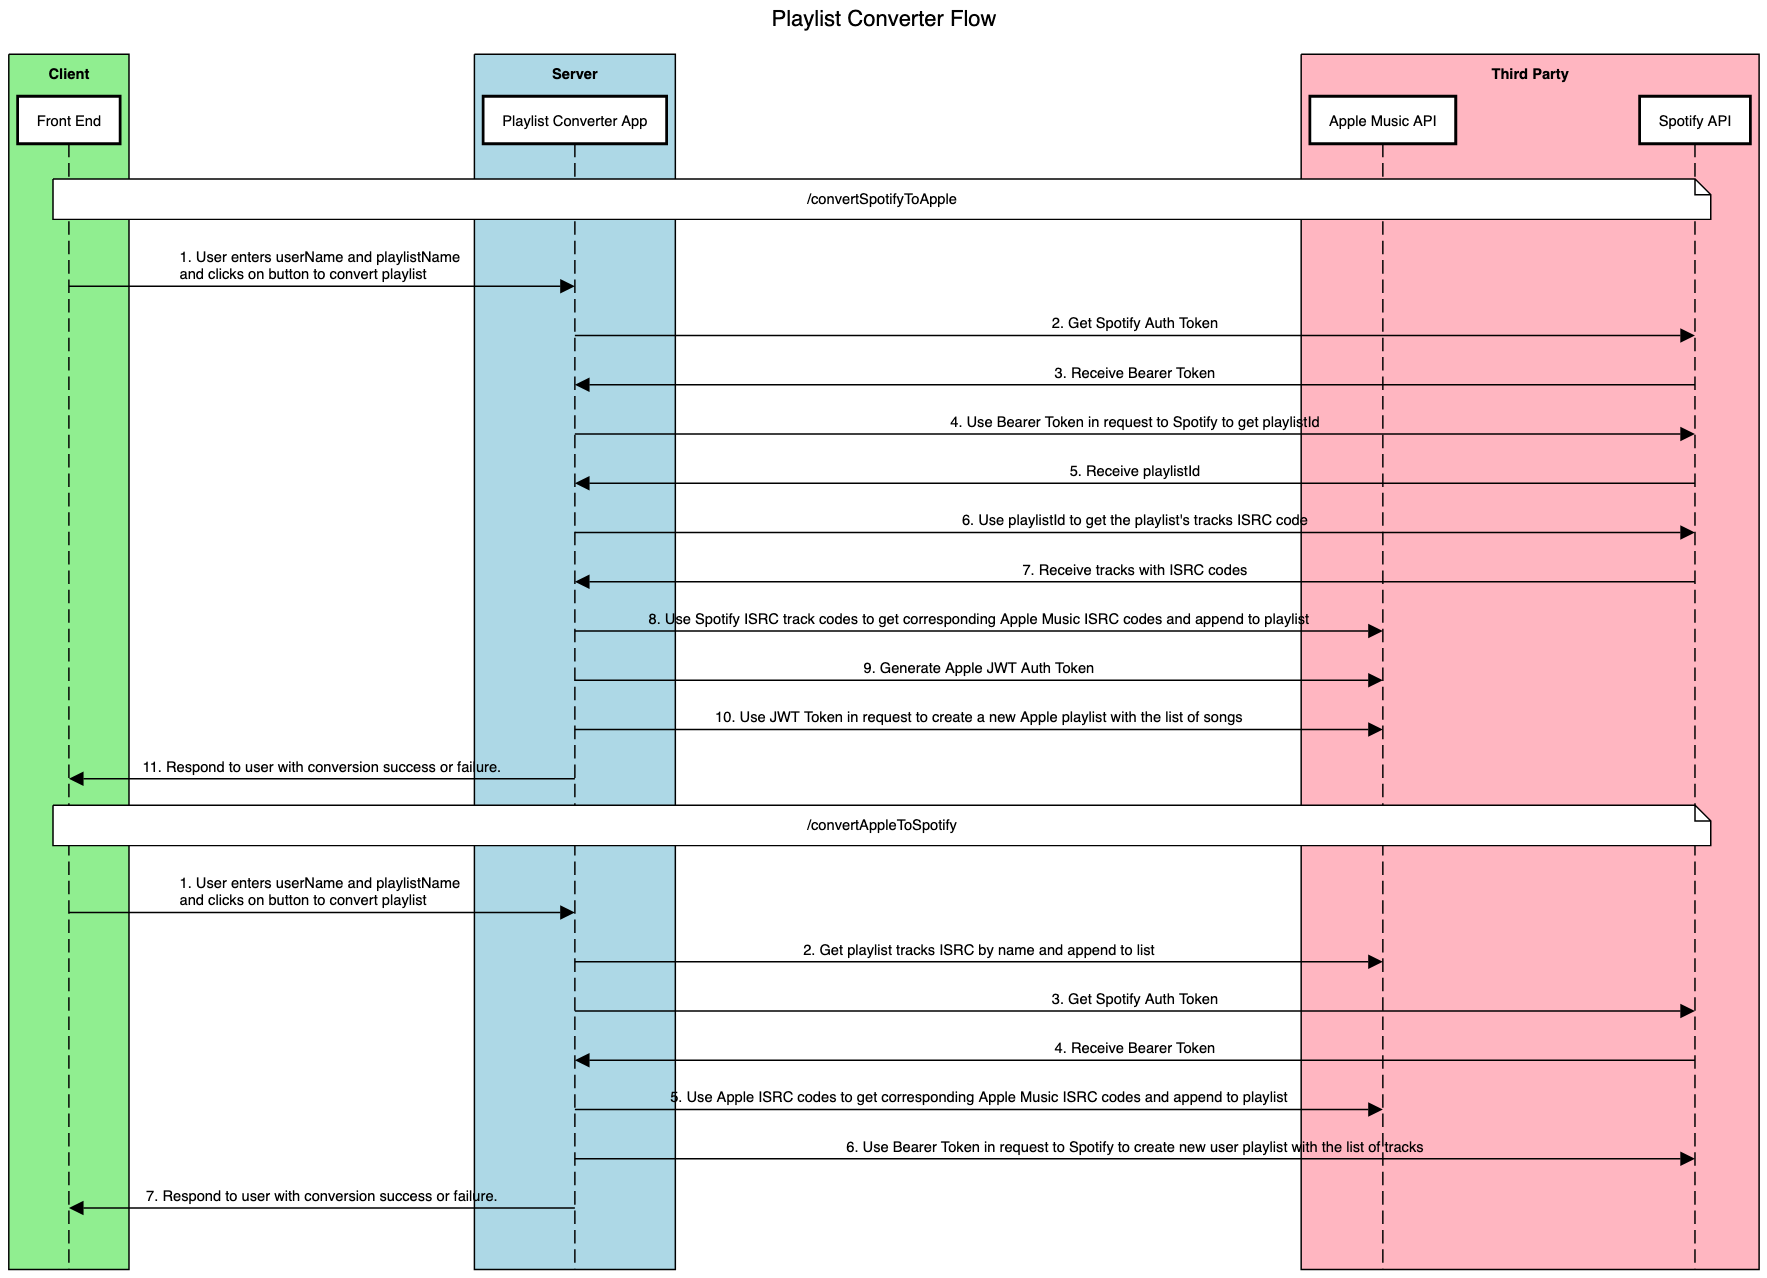 Playlist Converter Flow
Client
Server
Third Party
Front End
Playlist Converter App
Apple Music API
Spotify API
/convertSpotifyToApple
1. User enters userName and playlistName
and clicks on button to convert playlist
2. Get Spotify Auth Token
3. Receive Bearer Token
4. Use Bearer Token in request to Spotify to get playlistId
5. Receive playlistId
6. Use playlistId to get the playlist's tracks ISRC code
7. Receive tracks with ISRC codes
8. Use Spotify ISRC track codes to get corresponding Apple Music ISRC codes and append to playlist
9. Generate Apple JWT Auth Token
10. Use JWT Token in request to create a new Apple playlist with the list of songs
11. Respond to user with conversion success or failure.
/convertAppleToSpotify
1. User enters userName and playlistName
and clicks on button to convert playlist
2. Get playlist tracks ISRC by name and append to list
3. Get Spotify Auth Token
4. Receive Bearer Token
5. Use Apple ISRC codes to get corresponding Apple Music ISRC codes and append to playlist
6. Use Bearer Token in request to Spotify to create new user playlist with the list of tracks
7. Respond to user with conversion success or failure.